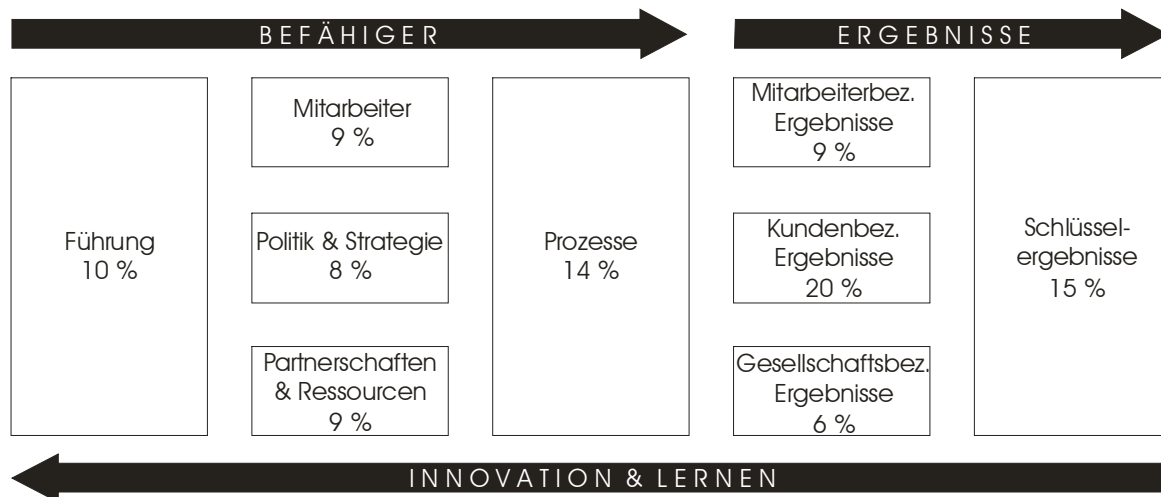 BEFÄHIGER
ERGEBNISSE
Führung
10 %
Mitarbeiter
9 %
Politik & Strategie
8 %
Partnerschaften
& Ressourcen
9 %
Prozesse
14 %
Mitarbeiterbez.
Ergebnisse
9 %
Kundenbez.
Ergebnisse
20 %
Gesellschaftsbez.
Ergebnisse
6 %
Schlüssel-
ergebnisse
15 %
INNOVATION & LERNEN